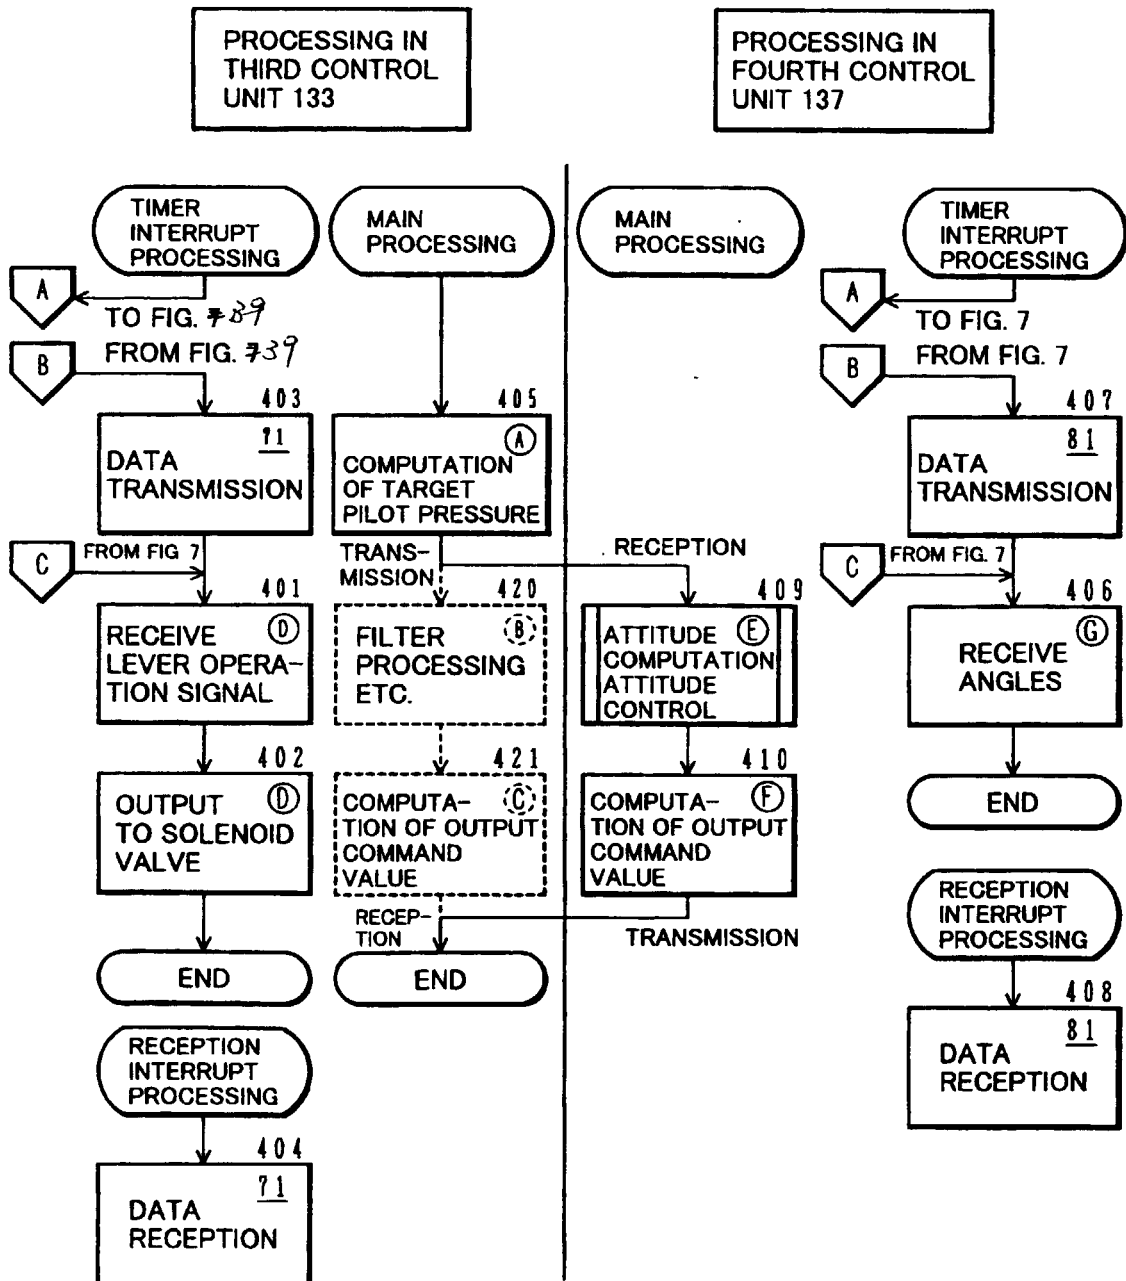 PROCESSING IN
THIRD CONTROL
UNIT 133
PROCESSING IN
FOURTH CONTROL
UNIT 137
TIMER
INTERRUPT
PROCESSING
A
TO FIG. 39
B
FROM FIG. 39
403
71
DATA
TRANSMISSION
C
FROM FIG 7
401
D
RECEIVE
LEVER OPERA-
TION SIGNAL
402
D
OUTPUT
TO SOLENOID
VALVE
END
RECEPTION
INTERRUPT
PROCESSING
404
71
DATA
RECEPTION
MAIN
PROCESSING
405
A
COMPUTATION
OF TARGET
PILOT PRESSURE
TRANS-
MISSION
420
B
FILTER
PROCESSING
ETC.
421
C
COMPUTA-
TION OF OUTPUT
COMMAND
VALUE
RECEP-
TION
END
MAIN
PROCESSING
RECEPTION
409
E
ATTITUDE
COMPUTATION
ATTITUDE
CONTROL
410
F
COMPUTA-
TION OF OUTPUT
COMMAND
VALUE
TRANSMISSION
TIMER
INTERRUPT
PROCESSING
A
TO FIG. 7
B
FROM FIG. 7
407
81
DATA
TRANSMISSION
C
FROM FIG. 7
406
G
RECEIVE
ANGLES
END
RECEPTION
INTERRUPT
PROCESSING
408
81
DATA
RECEPTION